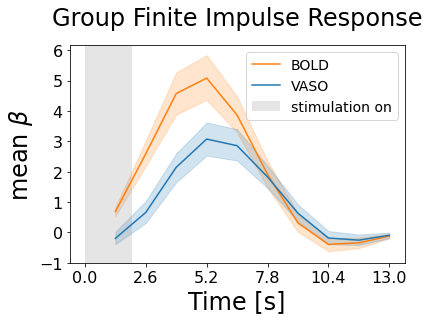 Group Finite Impulse Response
BOLD
VASO
stimulation on
mean β
6
5
4
3
2
1
0
−1
0.0 2.6 5.2 7.8 10.4 13.0
Time [s]